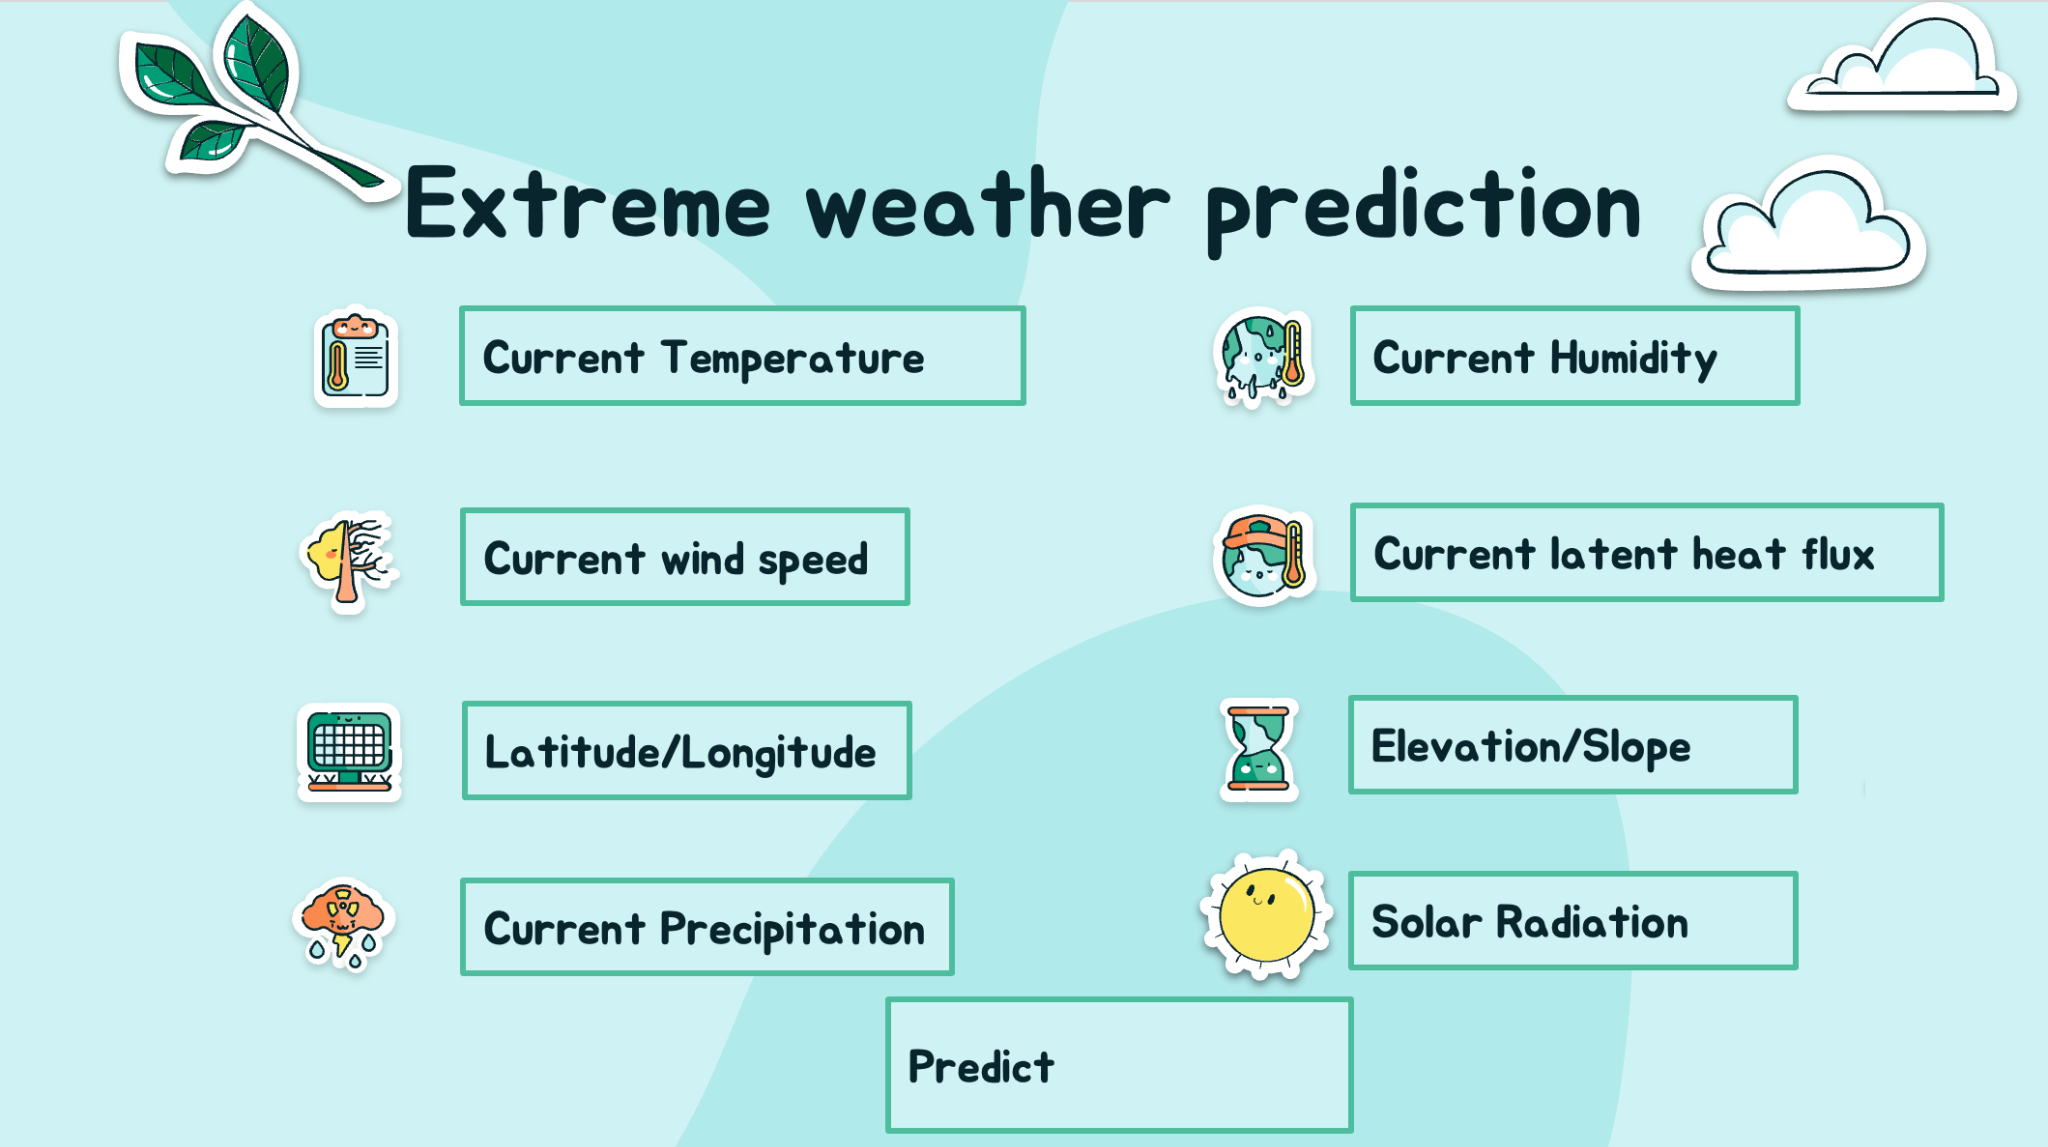 Extreme weather prediction
Current Temperature
Current Humidity
Current wind speed
Current latent heat flux
Latitude/Longitude
Elevation/Slope
Current Precipitation
Solar Radiation
Predict